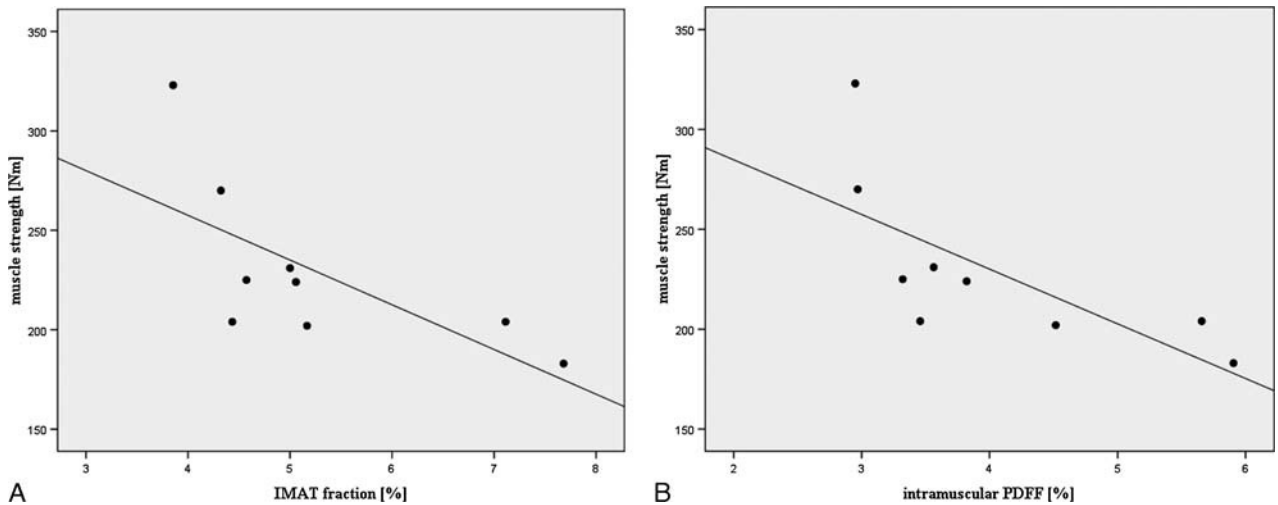 350
300
250
200
150
muscle strength [Nm]
3 4 5 6 7 8
IMAT fraction [%]
A
350
300
250
200
150
muscle strength [Nm]
2 3 4 5 6
intramuscular PDFF [%]
B